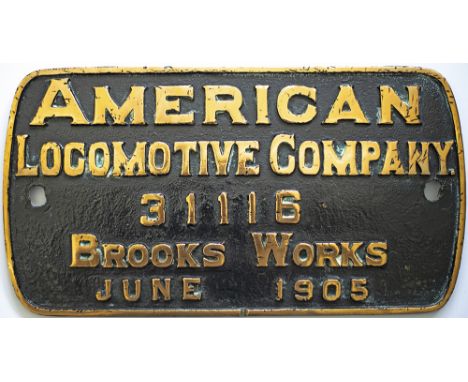 AMERICAN
LOCOMOTIVE COMPANY.
31116
BROOKS WORKS
JUNE 1905